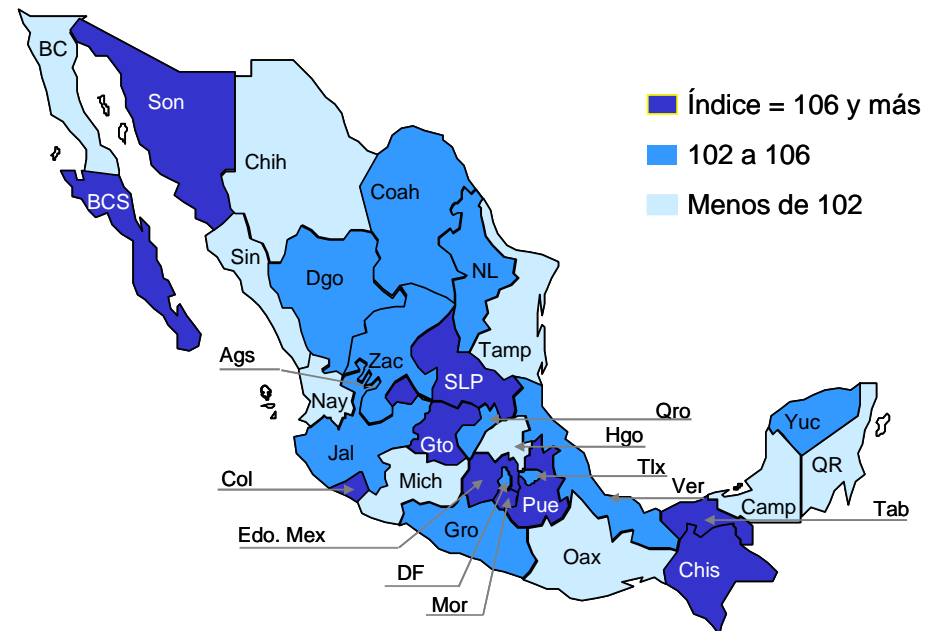 BC
Son
Índice = 106 y más
102 a 106
Menos de 102
Chih
Coah
BCS
Sin
Dgo
NL
Ags
Zac
Tamp
SLP
Nay
Qro
Yuc
Gto
Hgo
Jal
QR
Tlx
Col
Mich
Ver
Pue
Camp
Tab
Edo. Mex
Gro
Oax
Chis
DF
Mor